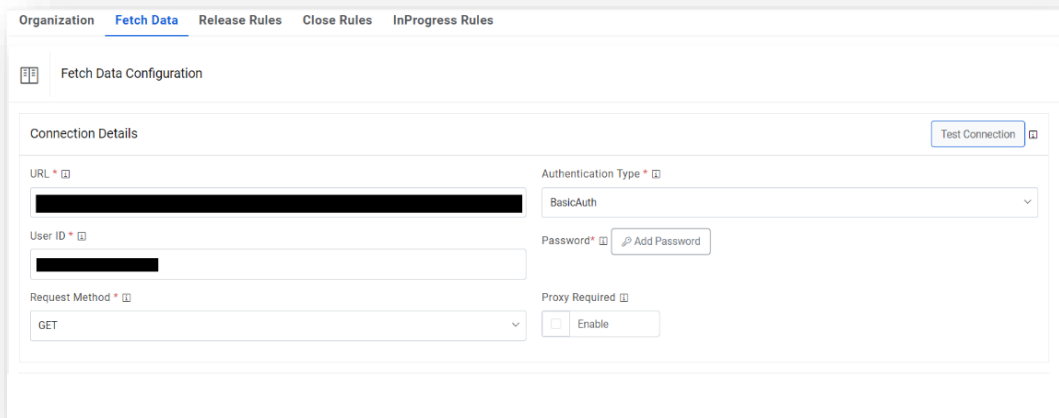 Organization Fetch Data Release Rules Close Rules InProgress Rules
Fetch Data Configuration
Connection Details Test Connection
URL * Authentication Type *
BasicAuth
User ID * Password* Add Password
Request Method * Proxy Required
GET Enable